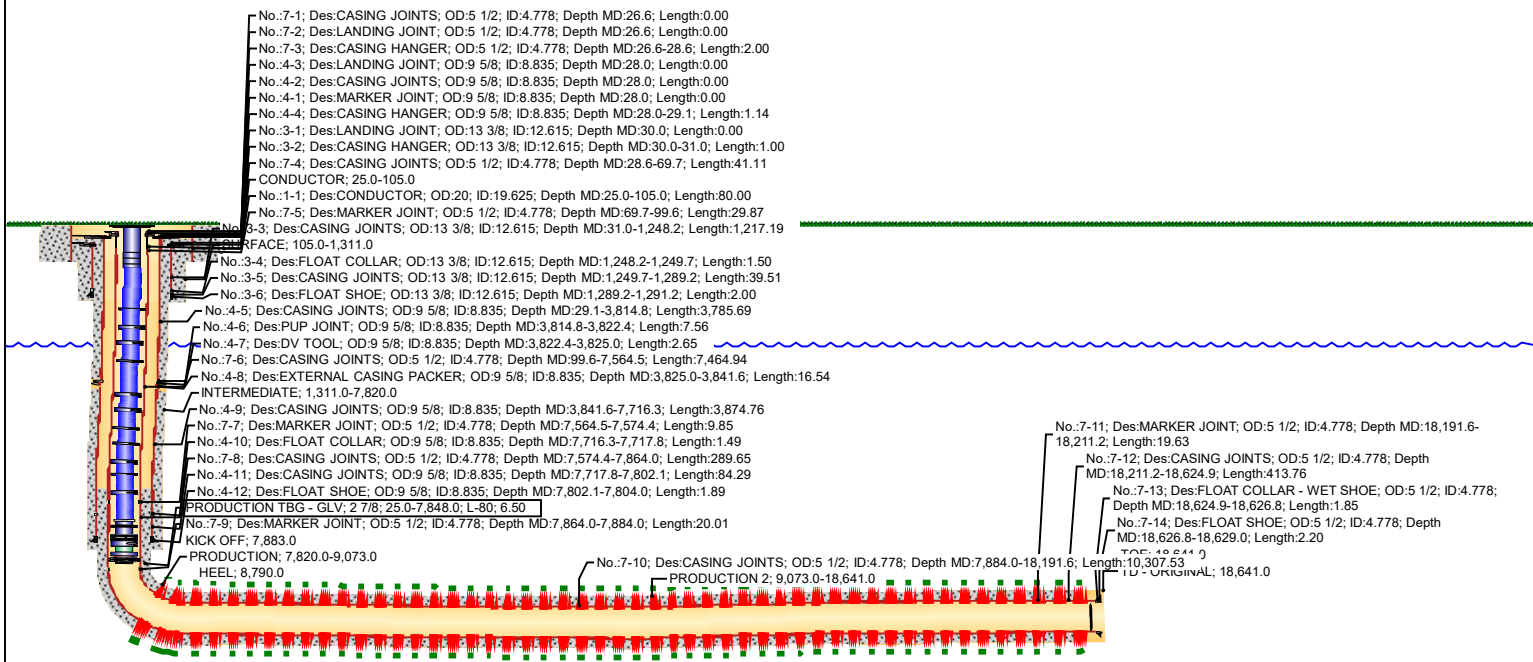 No.:7-1; Des:CASING JOINTS; OD:5 1/2; ID:4.778; Depth MD:26.6; Length:0.00
No.:7-2; Des:LANDING JOINT; OD:5 1/2; ID:4.778; Depth MD:26.6; Length:0.00
No.:7-3; Des:CASING HANGER; OD:5 1/2; ID:4.778; Depth MD:26.6-28.6; Length:2.00
No.:4-3; Des:LANDING JOINT; OD:9 5/8; ID:8.835; Depth MD:28.0; Length:0.00
No.:4-2; Des:CASING JOINTS; OD:9 5/8; ID:8.835; Depth MD:28.0; Length:0.00
No.:4-1; Des:MARKER JOINT; OD:9 5/8; ID:8.835; Depth MD:28.0; Length:0.00
No.:4-4; Des:CASING HANGER; OD:9 5/8; ID:8.835; Depth MD:28.0-29.1; Length:1.14
No.:3-1; Des:LANDING JOINT; OD:13 3/8; ID:12.615; Depth MD:30.0; Length:0.00
No.:3-2; Des:CASING HANGER; OD:13 3/8; ID:12.615; Depth MD:30.0-31.0; Length:1.00
No.:7-4; Des:CASING JOINTS; OD:5 1/2; ID:4.778; Depth MD:28.6-69.7; Length:41.11
CONDUCTOR; 25.0-105.0
No.:1-1; Des:CONDUCTOR; OD:20; ID:19.625; Depth MD:25.0-105.0; Length:80.00
No.:7-5; Des:MARKER JOINT; OD:5 1/2; ID:4.778; Depth MD:69.7-99.6; Length:29.87
No.:3-3; Des:CASING JOINTS; OD:13 3/8; ID:12.615; Depth MD:31.0-1,248.2; Length:1,217.19
SURFACE; 105.0-1,311.0
No.:3-4; Des:FLOAT COLLAR; OD:13 3/8; ID:12.615; Depth MD:1,248.2-1,249.7; Length:1.50
No.:3-5; Des:CASING JOINTS; OD:13 3/8; ID:12.615; Depth MD:1,249.7-1,289.2; Length:39.51
No.:3-6; Des:FLOAT SHOE; OD:13 3/8; ID:12.615; Depth MD:1,289.2-1,291.2; Length:2.00
No.:4-5; Des:CASING JOINTS; OD:9 5/8; ID:8.835; Depth MD:29.1-3,814.8; Length:3,785.69
No.:4-6; Des:PUP JOINT; OD:9 5/8; ID:8.835; Depth MD:3,814.8-3,822.4; Length:7.56
No.:4-7; Des:DV TOOL; OD:9 5/8; ID:8.835; Depth MD:3,822.4-3,825.0; Length:2.65
No.:7-6; Des:CASING JOINTS; OD:5 1/2; ID:4.778; Depth MD:99.6-7,564.5; Length:7,464.94
No.:4-8; Des:EXTERNAL CASING PACKER; OD:9 5/8; ID:8.835; Depth MD:3,825.0-3,841.6; Length:16.54
INTERMEDIATE; 1,311.0-7,820.0
No.:4-9; Des:CASING JOINTS; OD:9 5/8; ID:8.835; Depth MD:3,841.6-7,716.3; Length:3,874.76
No.:7-7; Des:MARKER JOINT; OD:5 1/2; ID:4.778; Depth MD:7,564.5-7,574.4; Length:9.85
No.:4-10; Des:FLOAT COLLAR; OD:9 5/8; ID:8.835; Depth MD:7,716.3-7,717.8; Length:1.49
No.:7-8; Des:CASING JOINTS; OD:5 1/2; ID:4.778; Depth MD:7,574.4-7,864.0; Length:289.65
No.:4-11; Des:CASING JOINTS; OD:9 5/8; ID:8.835; Depth MD:7,717.8-7,802.1; Length:84.29
No.:4-12; Des:FLOAT SHOE; OD:9 5/8; ID:8.835; Depth MD:7,802.1-7,804.0; Length:1.89
PRODUCTION TBG - GLV; 2 7/8; 25.0-7,848.0; L-80; 6.50
No.:7-9; Des:MARKER JOINT; OD:5 1/2; ID:4.778; Depth MD:7,864.0-7,884.0; Length:20.01
KICK OFF; 7,883.0
PRODUCTION; 7,820.0-9,073.0
HEEL; 8,790.0
No.:7-10; Des:CASING JOINTS; OD:5 1/2; ID:4.778; Depth MD:7,884.0-18,191.6; Length:10,307.53
PRODUCTION 2; 9,073.0-18,641.0
No.:7-11; Des:MARKER JOINT; OD:5 1/2; ID:4.778; Depth MD:18,191.6-
18,211.2; Length:19.63
No.:7-12; Des:CASING JOINTS; OD:5 1/2; ID:4.778; Depth
MD:18,211.2-18,624.9; Length:413.76
No.:7-13; Des:FLOAT COLLAR - WET SHOE; OD:5 1/2; ID:4.778;
Depth MD:18,624.9-18,626.8; Length:1.85
No.:7-14; Des:FLOAT SHOE; OD:5 1/2; ID:4.778; Depth
MD:18,626.8-18,629.0; Length:2.20
TOE; 18,641.0
TD - ORIGINAL; 18,641.0